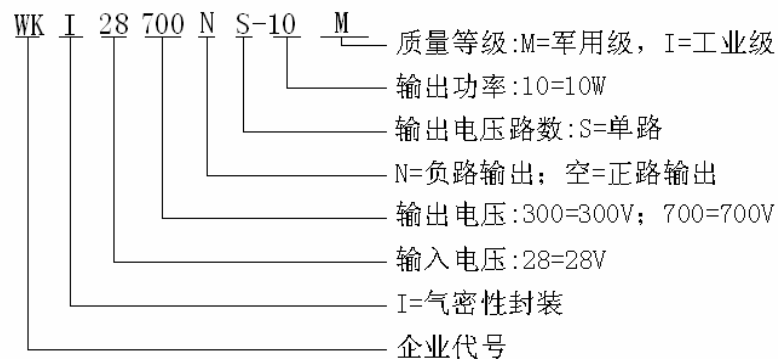 WK I 28 700 N S-10 M
质量等级:M=军用级，I=工业级
输出功率:10=10W
输出电压路数:S=单路
N=负路输出；空=正路输出
输出电压:300=300V；700=700V
输入电压:28=28V
I=气密性封装
企业代号